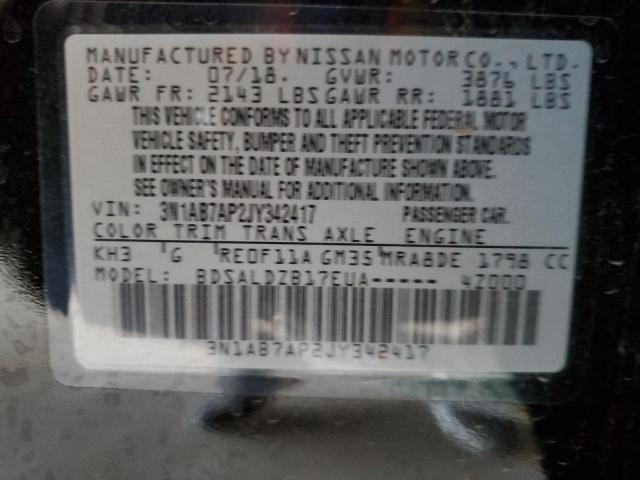 MANUFACTURED BY NISSAN MOTOR CO., LTD.
DATE: 07/18. GVWR: 3876 LBS
GAWR FR: 2143 LBS GAWR RR: 1881 LBS
THIS VEHICLE CONFORMS TO ALL APPLICABLE FEDERAL MOTOR
VEHICLE SAFETY, BUMPER AND THEFT PREVENTION STANDARDS
IN EFFECT ON THE DATE OF MANUFACTURE SHOWN ABOVE.
SEE OWNER'S MANUAL FOR ADDITIONAL INFORMATION.
VIN: 3N1AB7AP2JY342417 PASSENGER CAR.
COLOR TRIM TRANS AXLE ENGINE
KH3 G RE0F11A GM35 MRA8DE 1798 CC
MODEL: BDSALDZB17EUA----- 42000
3N1AB7AP2JY342417